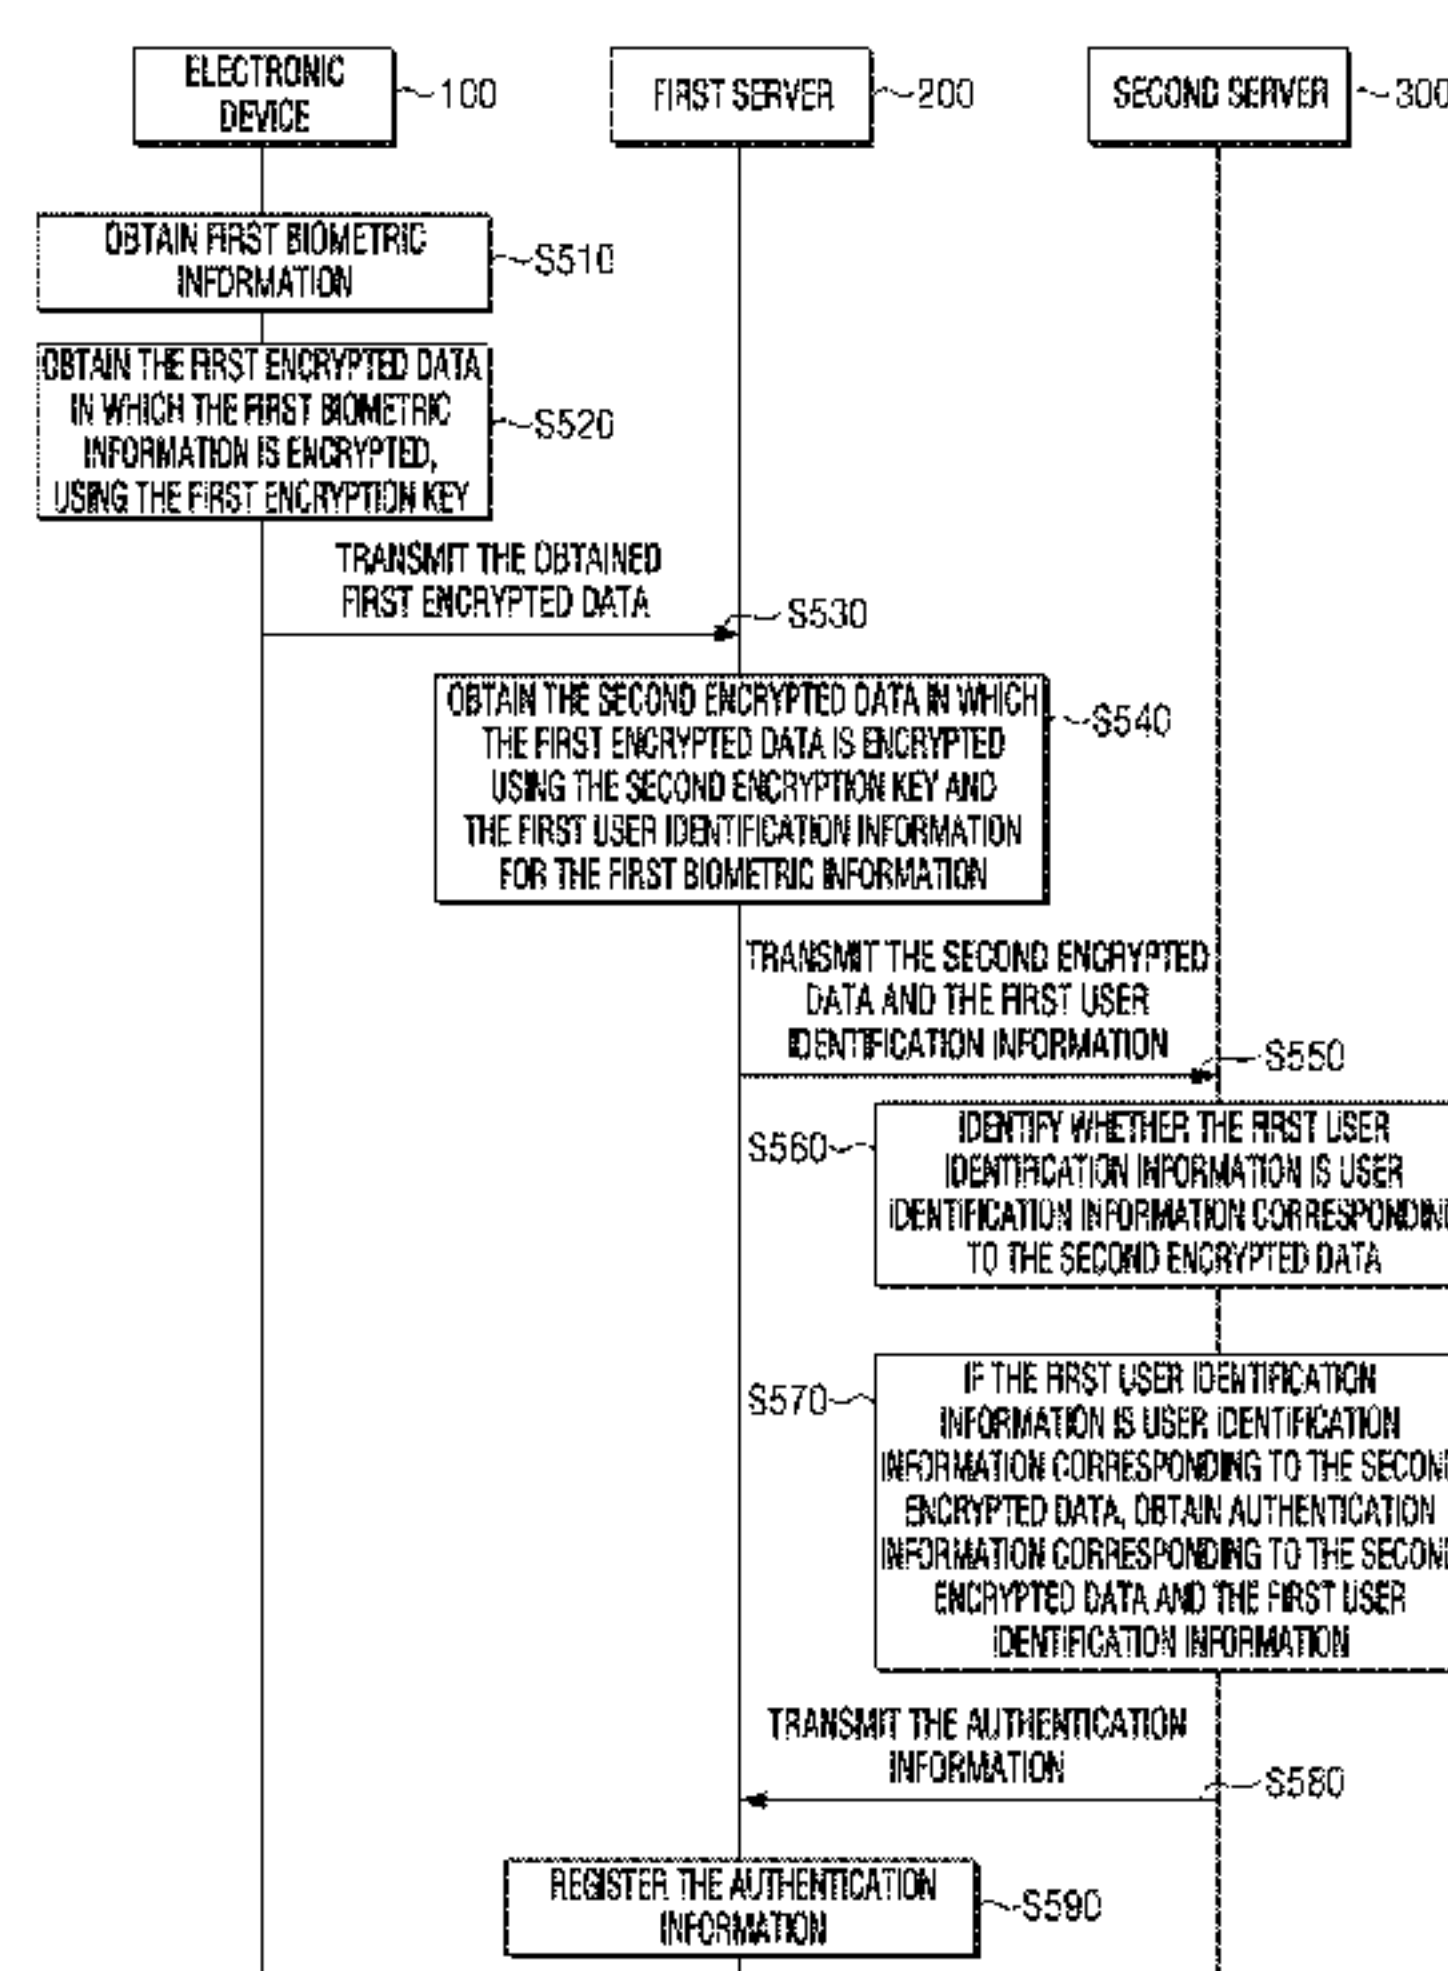 ELECTRONIC
DEVICE
100
FIRST SERVER
200
SECOND SERVER
300
OBTAIN FIRST BIOMETRIC
INFORMATION
S510
OBTAIN THE FIRST ENCRYPTED DATA
IN WHICH THE FIRST BIOMETRIC
INFORMATION IS ENCRYPTED,
USING THE FIRST ENCRYPTION KEY
S520
TRANSMIT THE OBTAINED
FIRST ENCRYPTED DATA
S530
OBTAIN THE SECOND ENCRYPTED DATA IN WHICH
THE FIRST ENCRYPTED DATA IS ENCRYPTED
USING THE SECOND ENCRYPTION KEY AND
THE FIRST USER IDENTIFICATION INFORMATION
FOR THE FIRST BIOMETRIC INFORMATION
S540
TRANSMIT THE SECOND ENCRYPTED
DATA AND THE FIRST USER
IDENTIFICATION INFORMATION
S550
S560
IDENTIFY WHETHER THE FIRST USER
IDENTIFICATION INFORMATION IS USER
IDENTIFICATION INFORMATION CORRESPONDIN
TO THE SECOND ENCRYPTED DATA
S570
IF THE FIRST USER IDENTIFICATION
INFORMATION IS USER IDENTIFICATION
INFORMATION CORRESPONDING TO THE SECON
ENCRYPTED DATA, OBTAIN AUTHENTICATION
INFORMATION CORRESPONDING TO THE SECON
ENCRYPTED DATA AND THE FIRST USER
IDENTIFICATION INFORMATION
TRANSMIT THE AUTHENTICATION
INFORMATION
S580
REGISTER THE AUTHENTICATION
INFORMATION
S590